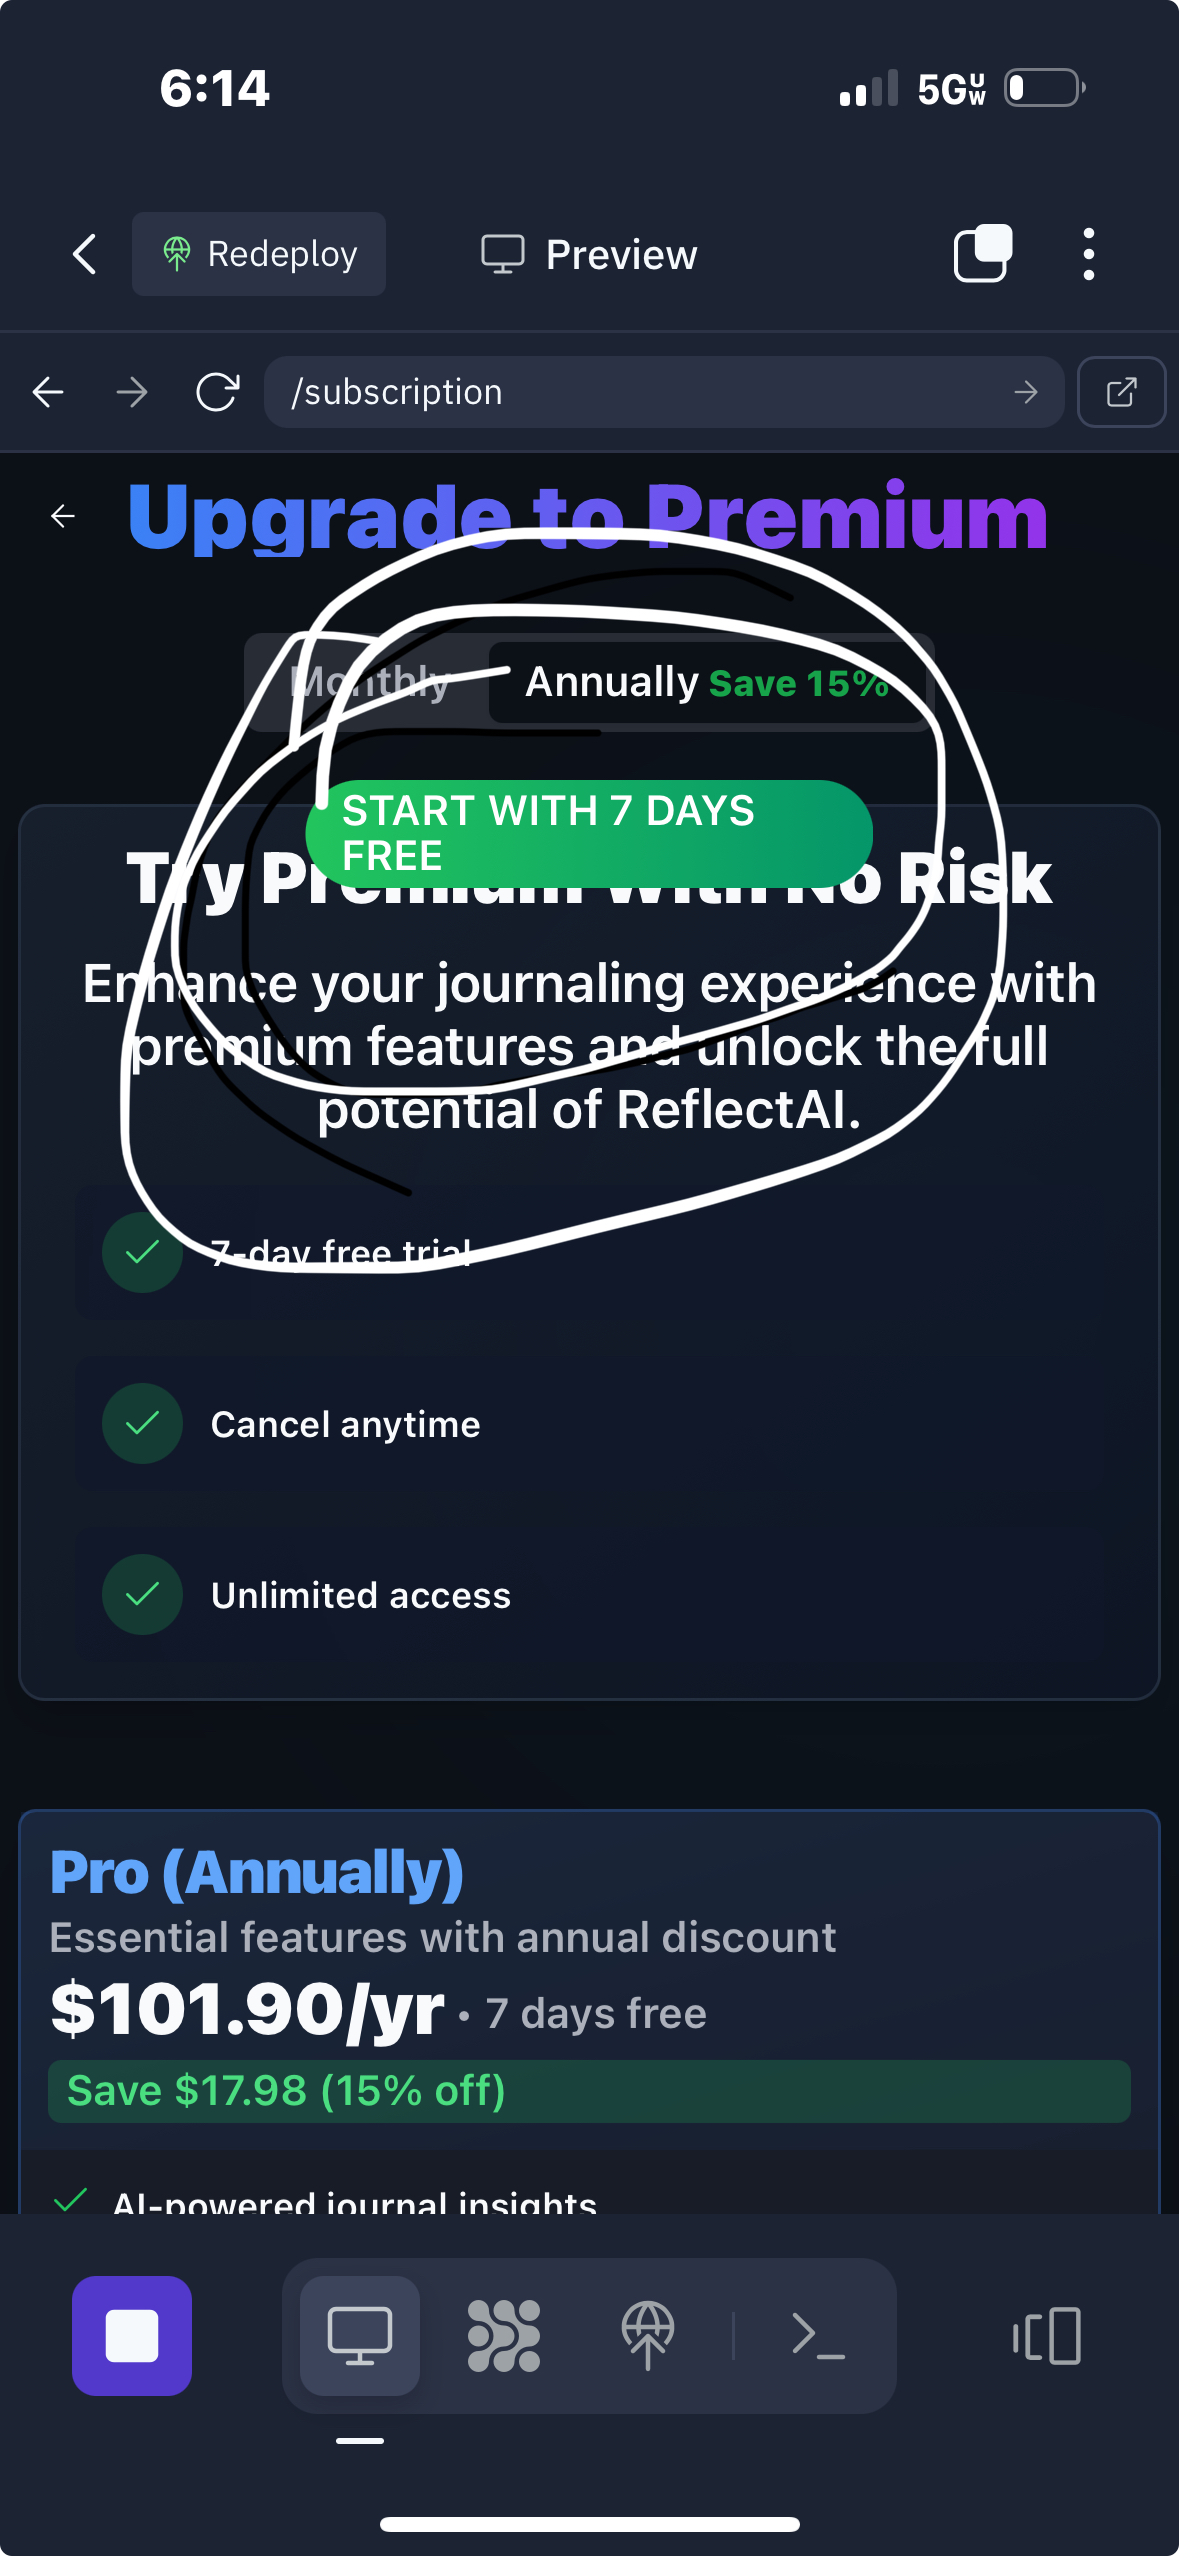 6:14
5G UW
Redeploy
Preview
/subscription
Upgrade to Premium
Monthly
Annually Save 15%
START WITH 7 DAYS
FREE
Try Premium With No Risk
Enhance your journaling experience with
premium features and unlock the full
potential of ReflectAI.
7-day free trial
Cancel anytime
Unlimited access
Pro (Annually)
Essential features with annual discount
$101.90/yr • 7 days free
Save $17.98 (15% off)
AI-powered journal insights